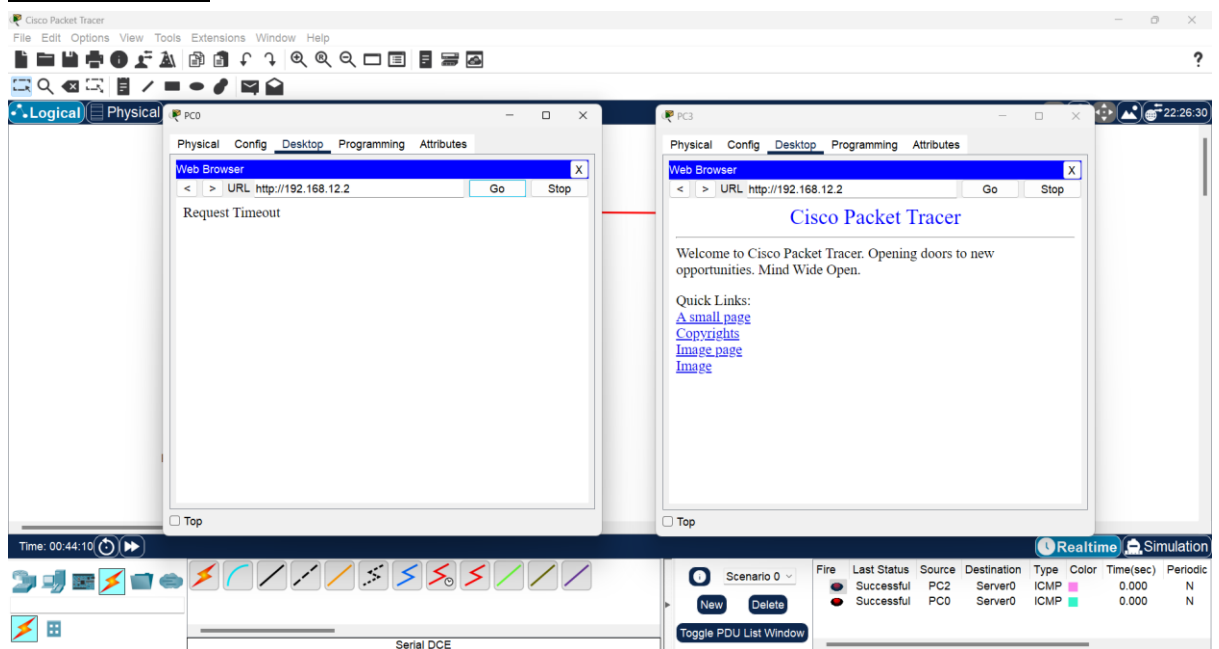 Cisco Packet Tracer
File Edit Options View Tools Extensions Window Help
?
Logical Physical 22:26:30
PC0
Physical Config Desktop Programming Attributes
Web Browser X
< > URL http://192.168.12.2 Go Stop
Request Timeout
Top
PC3
Physical Config Desktop Programming Attributes
Web Browser X
< > URL http://192.168.12.2 Go Stop
Cisco Packet Tracer
Welcome to Cisco Packet Tracer. Opening doors to new
opportunities. Mind Wide Open.
Quick Links:
A small page
Copyrights
Image page
Image
Top
Time: 00:44:10 Realtime Simulation
Serial DCE
Scenario 0
New Delete
Toggle PDU List Window
Fire Last Status Source Destination Type Color Time(sec) Periodic
Successful PC2 Server0 ICMP 0.000 N
Successful PC0 Server0 ICMP 0.000 N